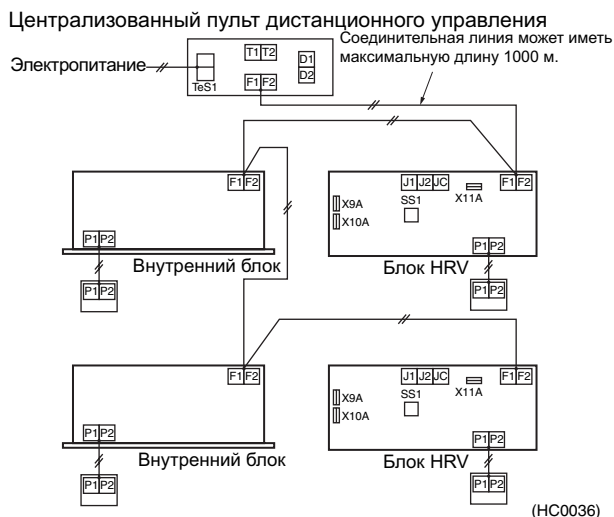 Централизованный пульт дистанционного управления
Соединительная линия может иметь
максимальную длину 1000 м.
Электропитание
TeS1
T1 T2
D1
D2
F1 F2
F1 F2
P1 P2
Внутренний блок
P1 P2
J1 J2 JC
F1 F2
X9A
X10A
SS1
X11A
P1 P2
Блок HRV
P1 P2
F1 F2
P1 P2
Внутренний блок
P1 P2
J1 J2 JC
F1 F2
X9A
X10A
SS1
X11A
P1 P2
Блок HRV
P1 P2
(HC0036)